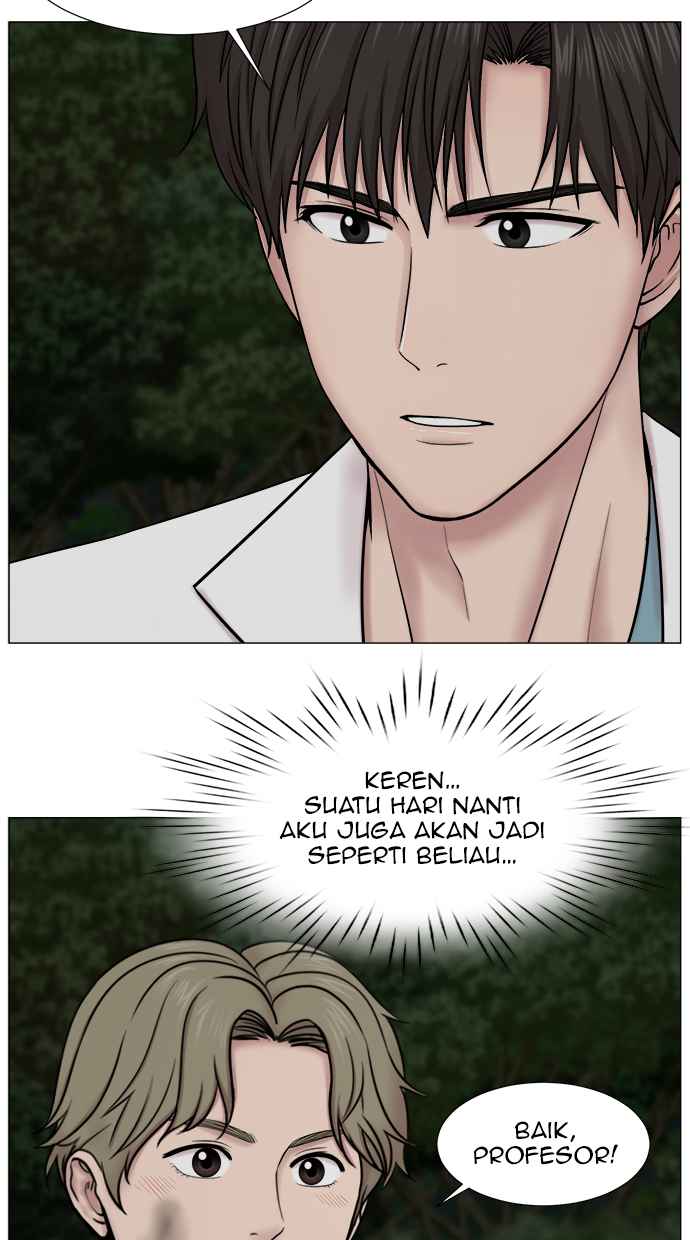 KEREN...
SUATU HARI NANTI
AKU JUGA AKAN JADI
SEPERTI BELIAU...
BAIK,
PROFESOR!